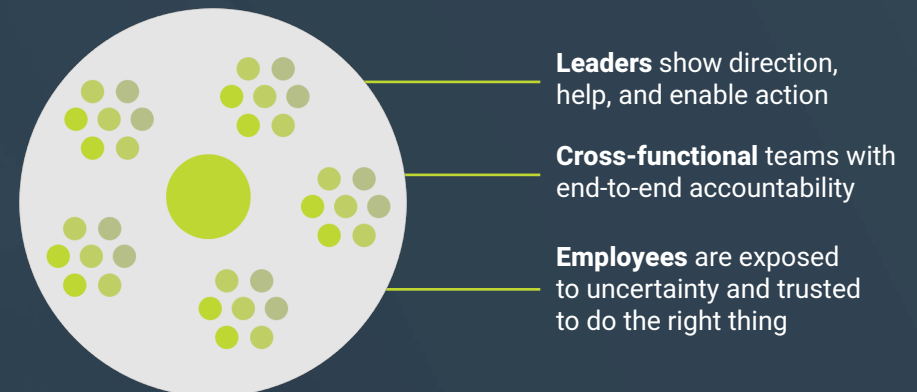 Leaders show direction,
help, and enable action
Cross-functional teams with
end-to-end accountability
Employees are exposed
to uncertainty and trusted
to do the right thing